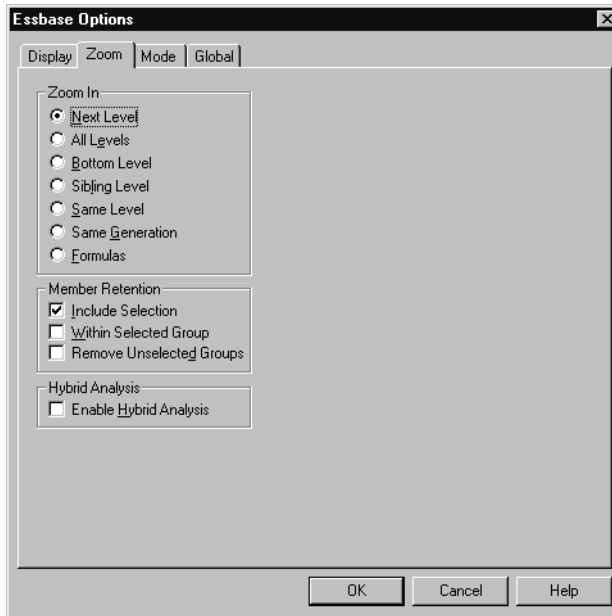 Essbase Options
Display Zoom Mode Global
Zoom In
Next Level
All Levels
Bottom Level
Sibling Level
Same Level
Same Generation
Formulas
Member Retention
Include Selection
Within Selected Group
Remove Unselected Groups
Hybrid Analysis
Enable Hybrid Analysis
OK Cancel Help